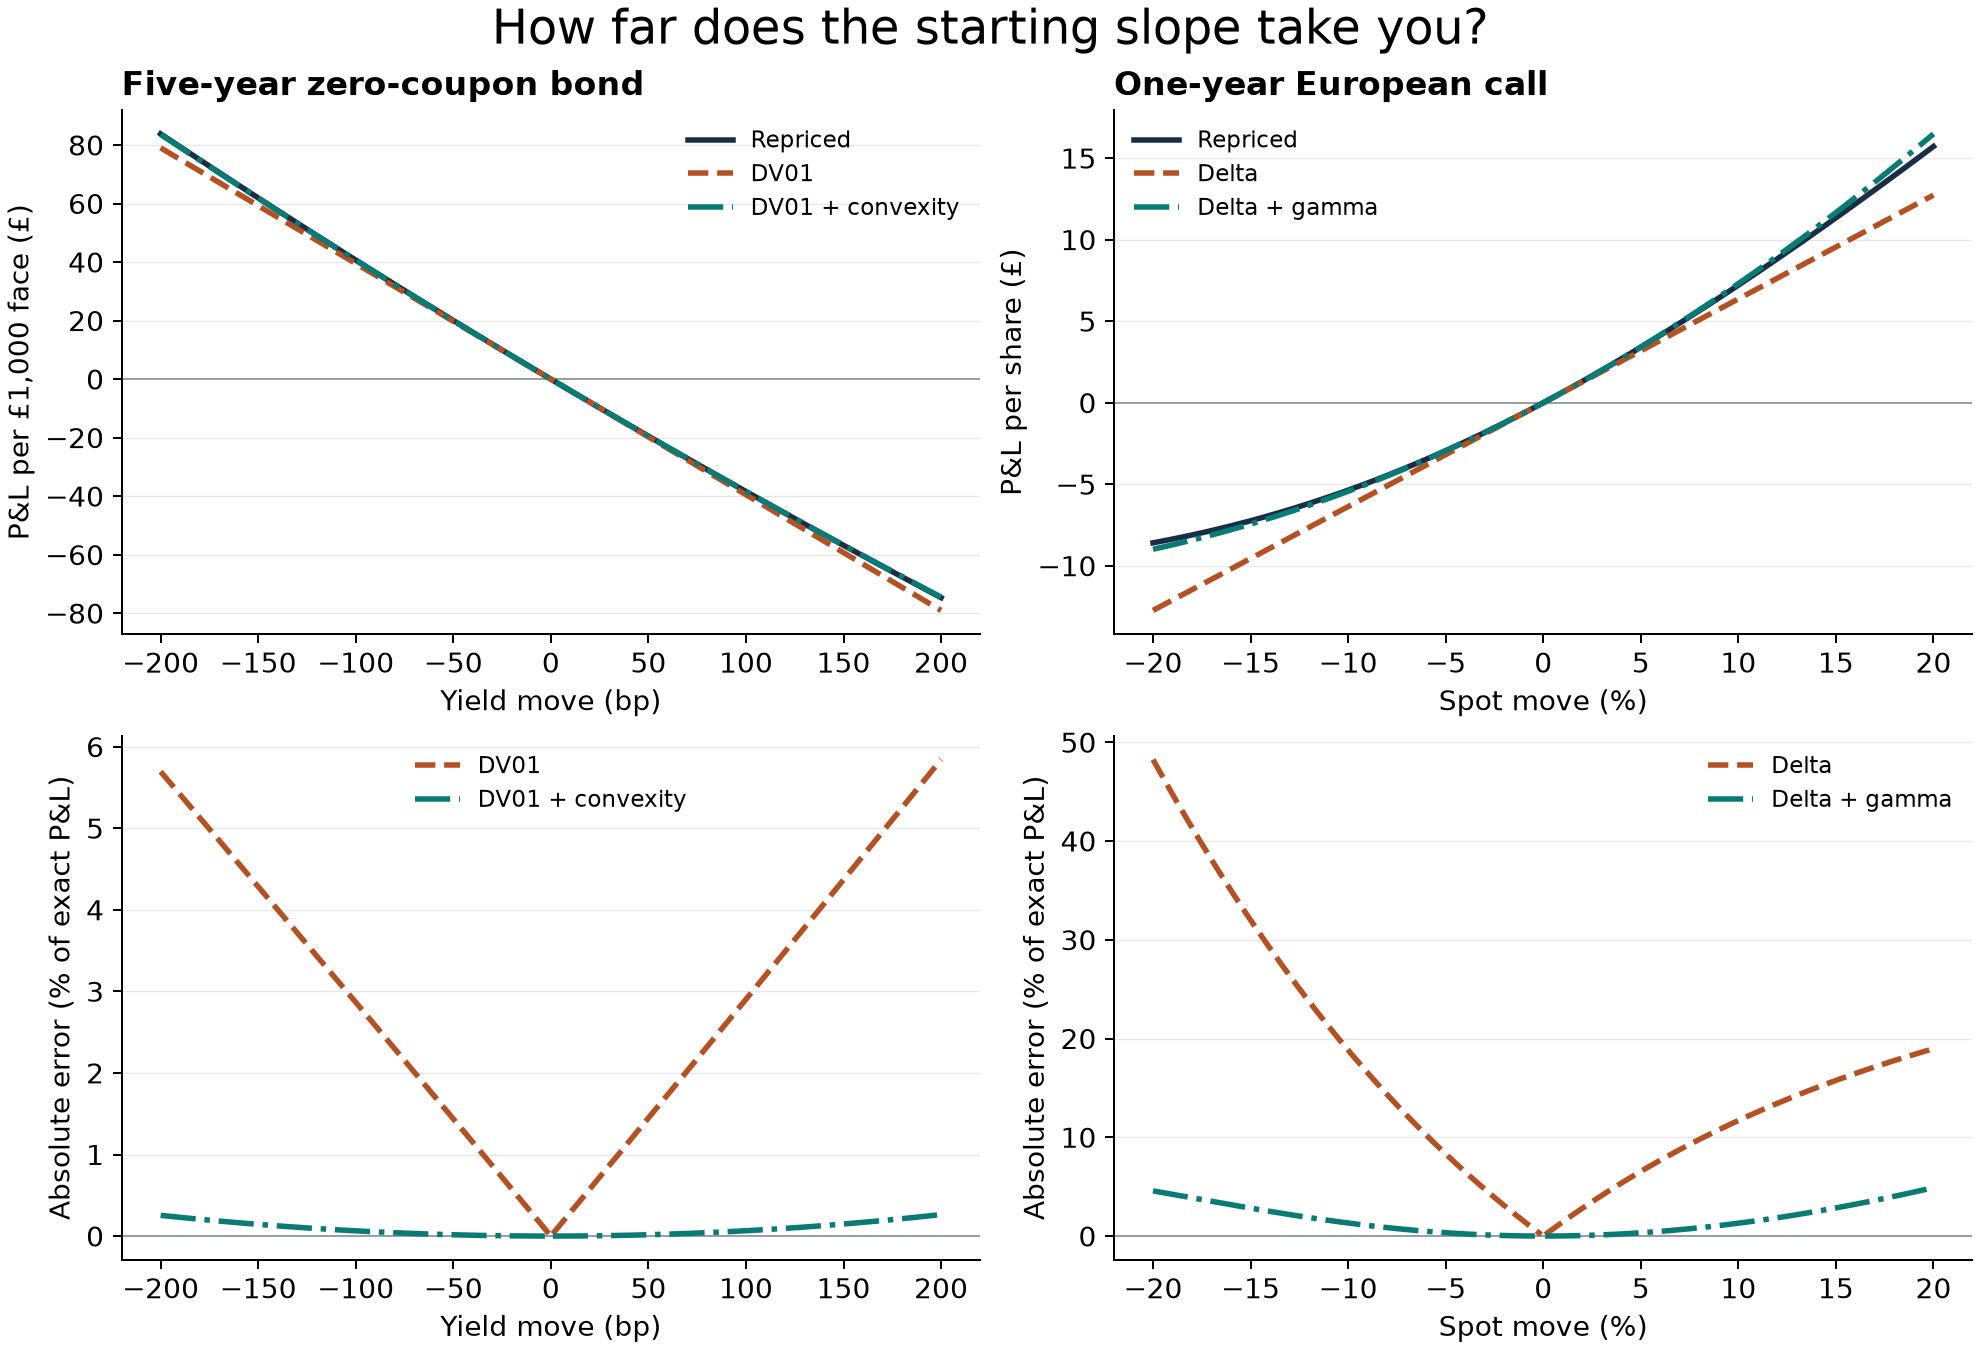 How far does the starting slope take you?
Five-year zero-coupon bond
P&L per £1,000 face (£)
80
60
40
20
0
−20
−40
−60
−80
Repriced
DV01
DV01 + convexity
−200 −150 −100 −50 0 50 100 150 200
Yield move (bp)
One-year European call
P&L per share (£)
15
10
5
0
−5
−10
Repriced
Delta
Delta + gamma
−20 −15 −10 −5 0 5 10 15 20
Spot move (%)
Absolute error (% of exact P&L)
6
5
4
3
2
1
0
DV01
DV01 + convexity
−200 −150 −100 −50 0 50 100 150 200
Yield move (bp)
Absolute error (% of exact P&L)
50
40
30
20
10
0
Delta
Delta + gamma
−20 −15 −10 −5 0 5 10 15 20
Spot move (%)